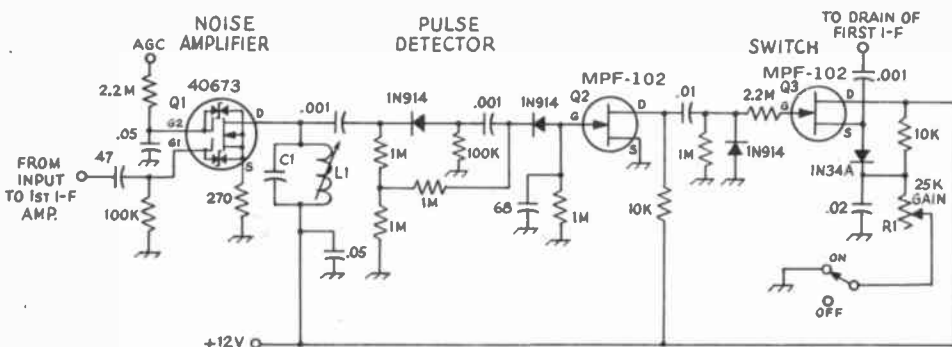 NOISE
AMPLIFIER
PULSE
DETECTOR
SWITCH
TO DRAIN OF
FIRST I-F
AGC
40673
MPF-102
MPF-102
2.2M
Q1
D
.001
1N914
.001
1N914
Q2
D
.01
2.2M
Q3
.001
D
G2
G1
S
G
S
G
S
.05
47
FROM
INPUT
TO 1ST I-F
AMP.
100K
270
C1
L1
1M
100K
1M
1M
68
1M
10K
1M
1N914
10K
1N34A
25K
GAIN
.02
R1
.05
ON
OFF
+12V